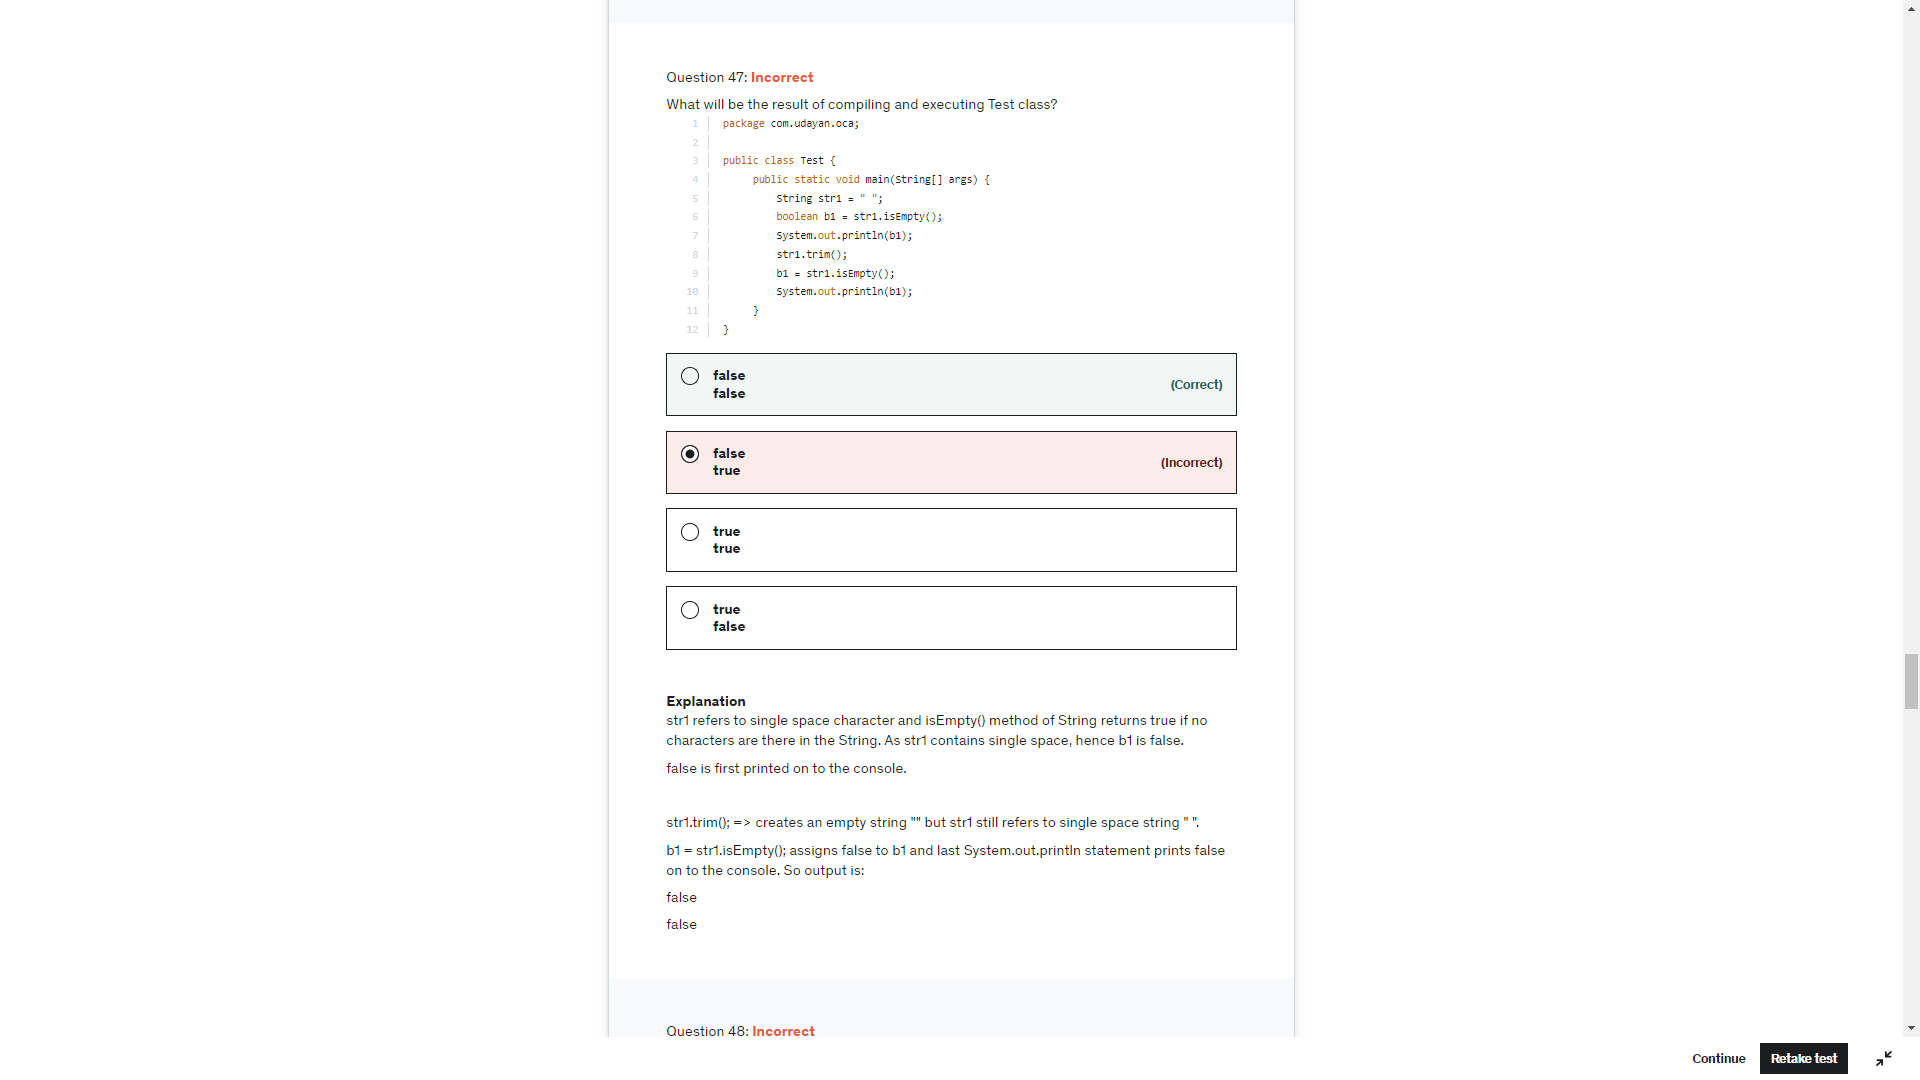 Question 47: Incorrect
What will be the result of compiling and executing Test class?
1 package com.udayan.oca;
2
3 public class Test {
4 public static void main(String[] args) {
5 String str1 = " ";
6 boolean b1 = str1.isEmpty();
7 System.out.println(b1);
8 str1.trim();
9 b1 = str1.isEmpty();
10 System.out.println(b1);
11 }
12 }
false
false
(Correct)
false
true
(Incorrect)
true
true
true
false
Explanation
str1 refers to single space character and isEmpty() method of String returns true if no
characters are there in the String. As str1 contains single space, hence b1 is false.
false is first printed on to the console.
str1.trim(); => creates an empty string "" but str1 still refers to single space string " ".
b1 = str1.isEmpty(); assigns false to b1 and last System.out.println statement prints false
on to the console. So output is:
false
false
Question 48: Incorrect
Continue
Retake test